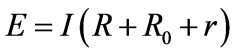 E = I(R + R₀ + r)